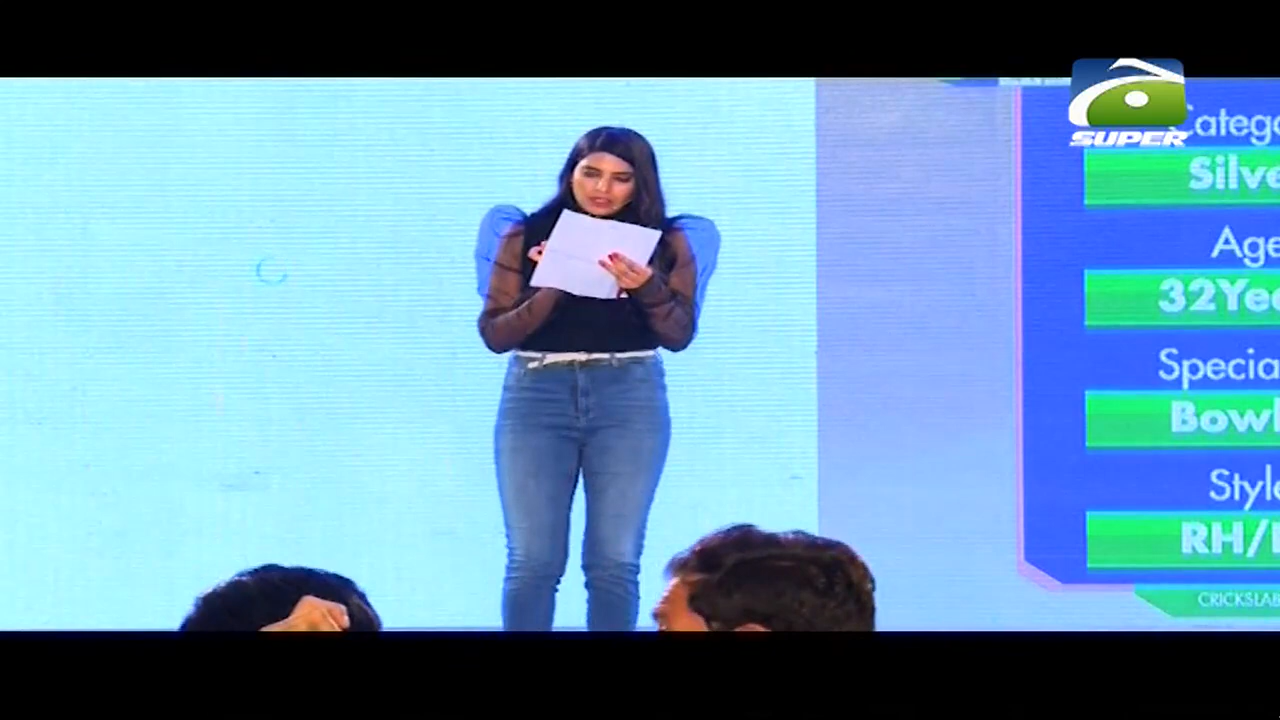 SUPER
Catego
Silve
Age
32Yea
Specia
Bowl
Style
RH/L
CRICKSLAB